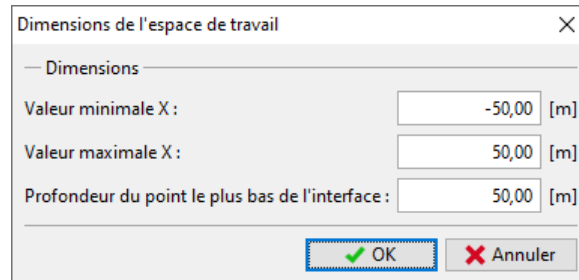 Dimensions de l'espace de travail
Dimensions
Valeur minimale X : -50,00 [m]
Valeur maximale X : 50,00 [m]
Profondeur du point le plus bas de l'interface : 50,00 [m]
OK Annuler